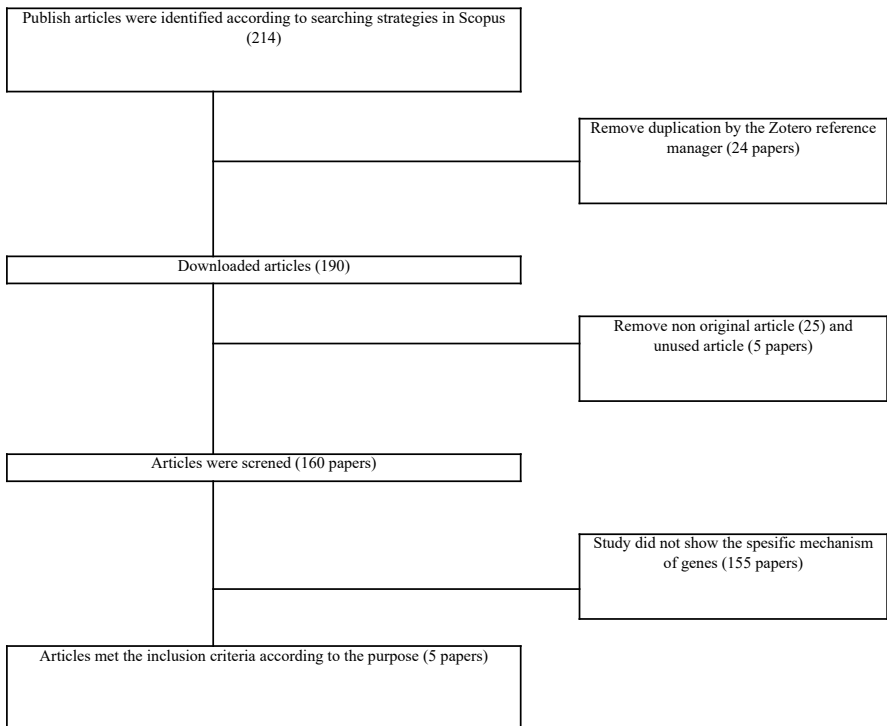 Publish articles were identified according to searching strategies in Scopus
(214)
Remove duplication by the Zotero reference
manager (24 papers)
Downloaded articles (190)
Remove non original article (25) and
unused article (5 papers)
Articles were screned (160 papers)
Study did not show the spesific mechanism
of genes (155 papers)
Articles met the inclusion criteria according to the purpose (5 papers)